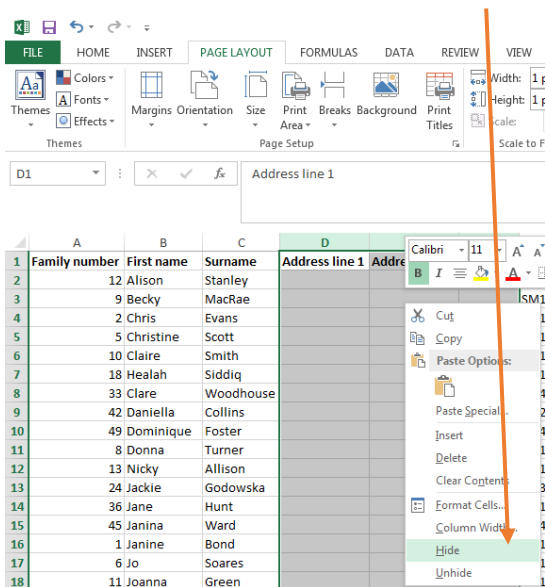 FILE HOME INSERT PAGE LAYOUT FORMULAS DATA REVIEW VIEW
Aa Colors Width: 1 p
A Fonts Height: 1 p
Themes Effects Margins Orientation Size Print Area Breaks Background Print Titles Scale:
Themes Page Setup Scale to F
D1 fx Address line 1
A B C D
Calibri 11 A A
B I A
1 Family number First name Surname Address line 1 Addre
2 12 Alison Stanley
3 9 Becky MacRae SM1
4 2 Chris Evans
5 5 Christine Scott
6 10 Claire Smith
7 18 Healah Siddiq
8 33 Clare Woodhouse
9 42 Daniella Collins
10 49 Dominique Foster
11 8 Donna Turner
12 13 Nicky Allison
13 24 Jackie Godowska
14 36 Jane Hunt
15 45 Janina Ward
16 1 Janine Bond
17 6 Jo Soares
18 11 Joanna Green
Cut
Copy
Paste Options:
Paste Special...
Insert
Delete
Clear Contents
Format Cells...
Column Width...
Hide
Unhide